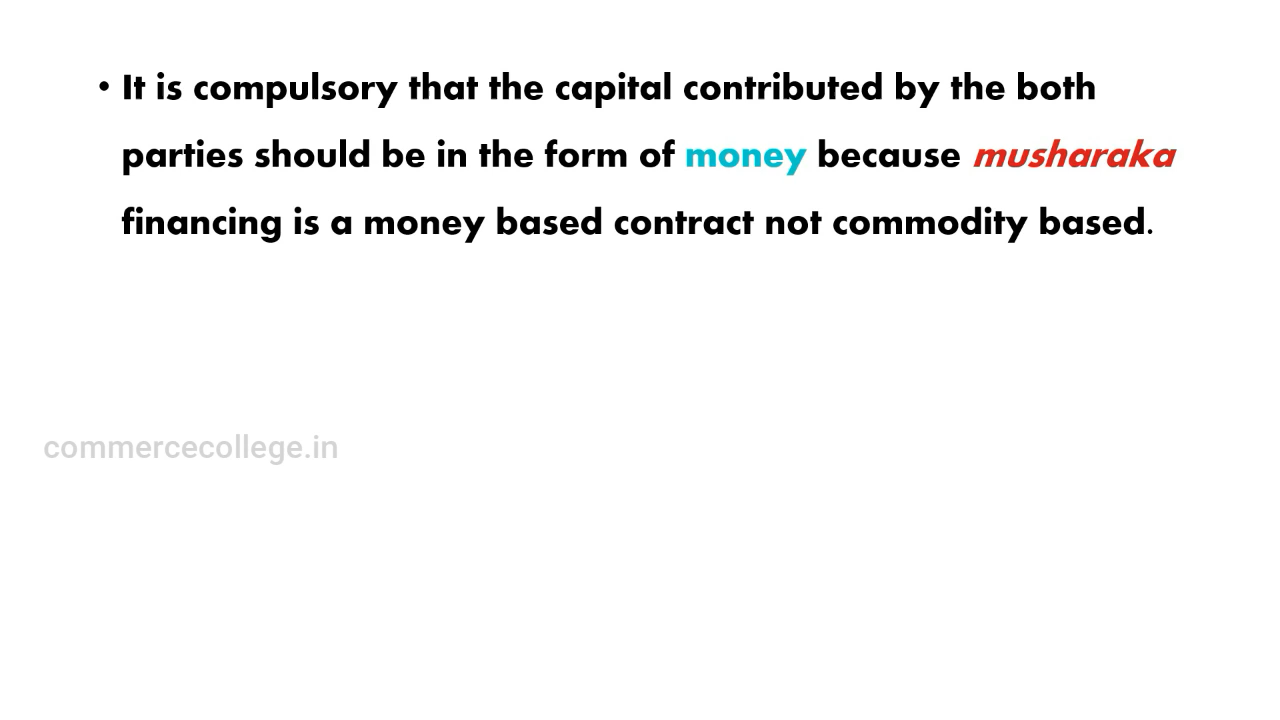 • It is compulsory that the capital contributed by the both
parties should be in the form of money because musharaka
financing is a money based contract not commodity based.
commercecollege.in